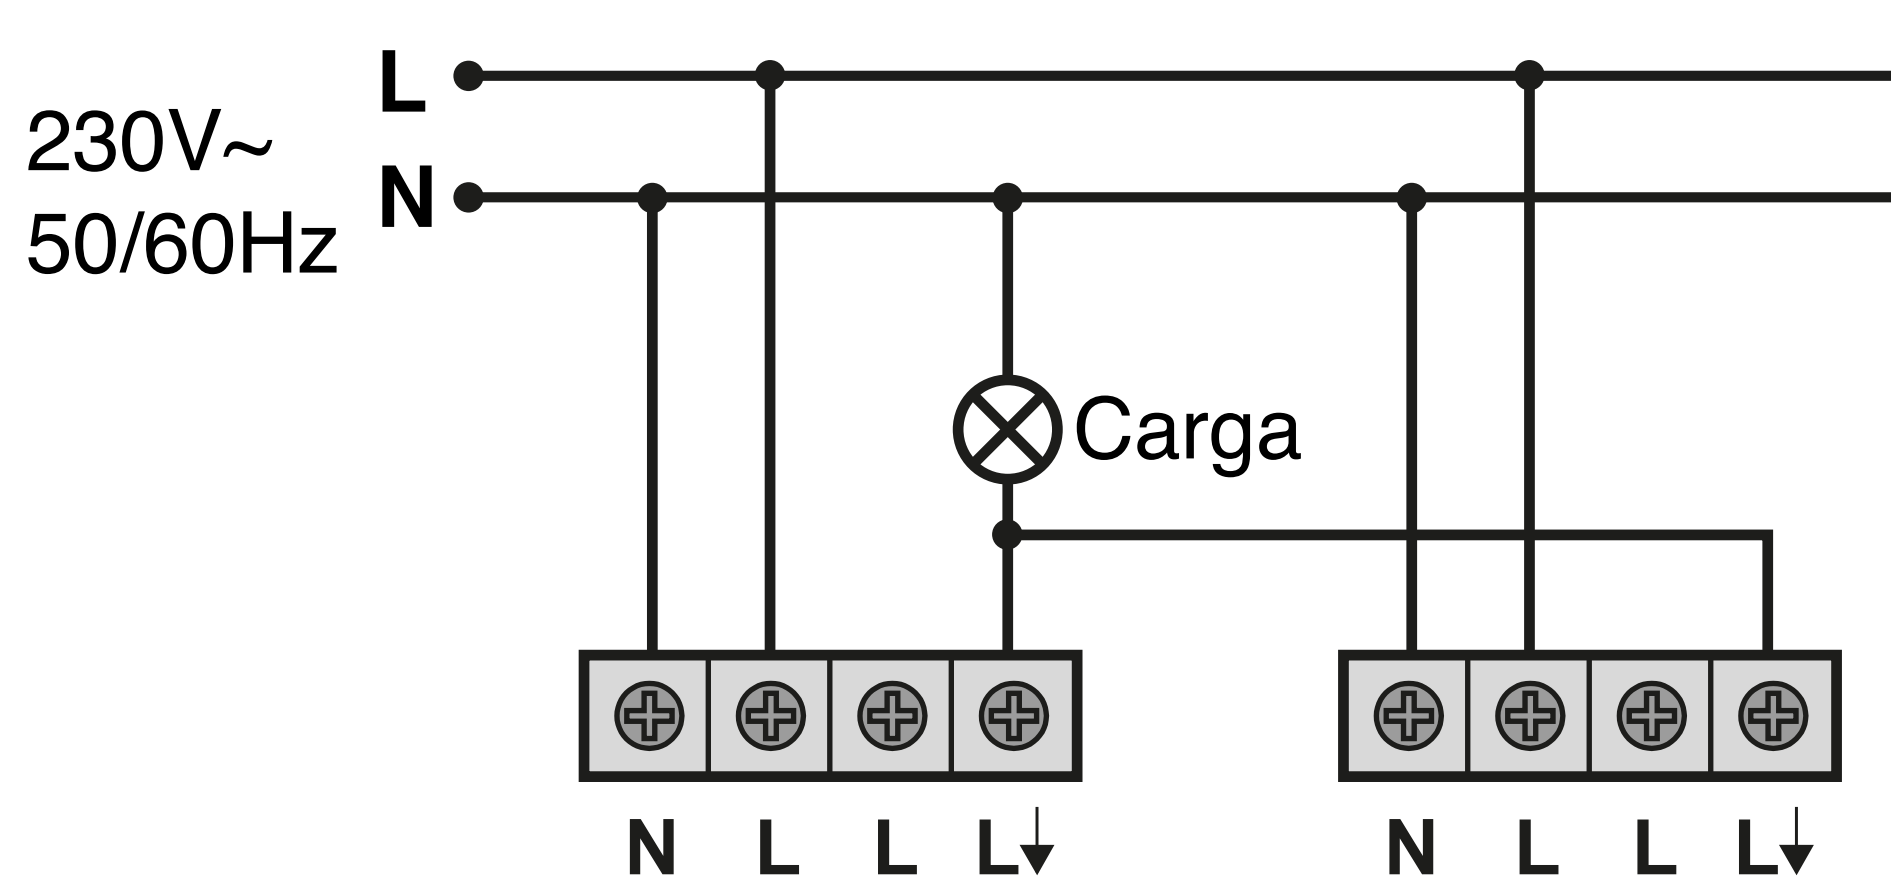 L
230V~
N
50/60Hz
Carga
N L L L↓ N L L L↓